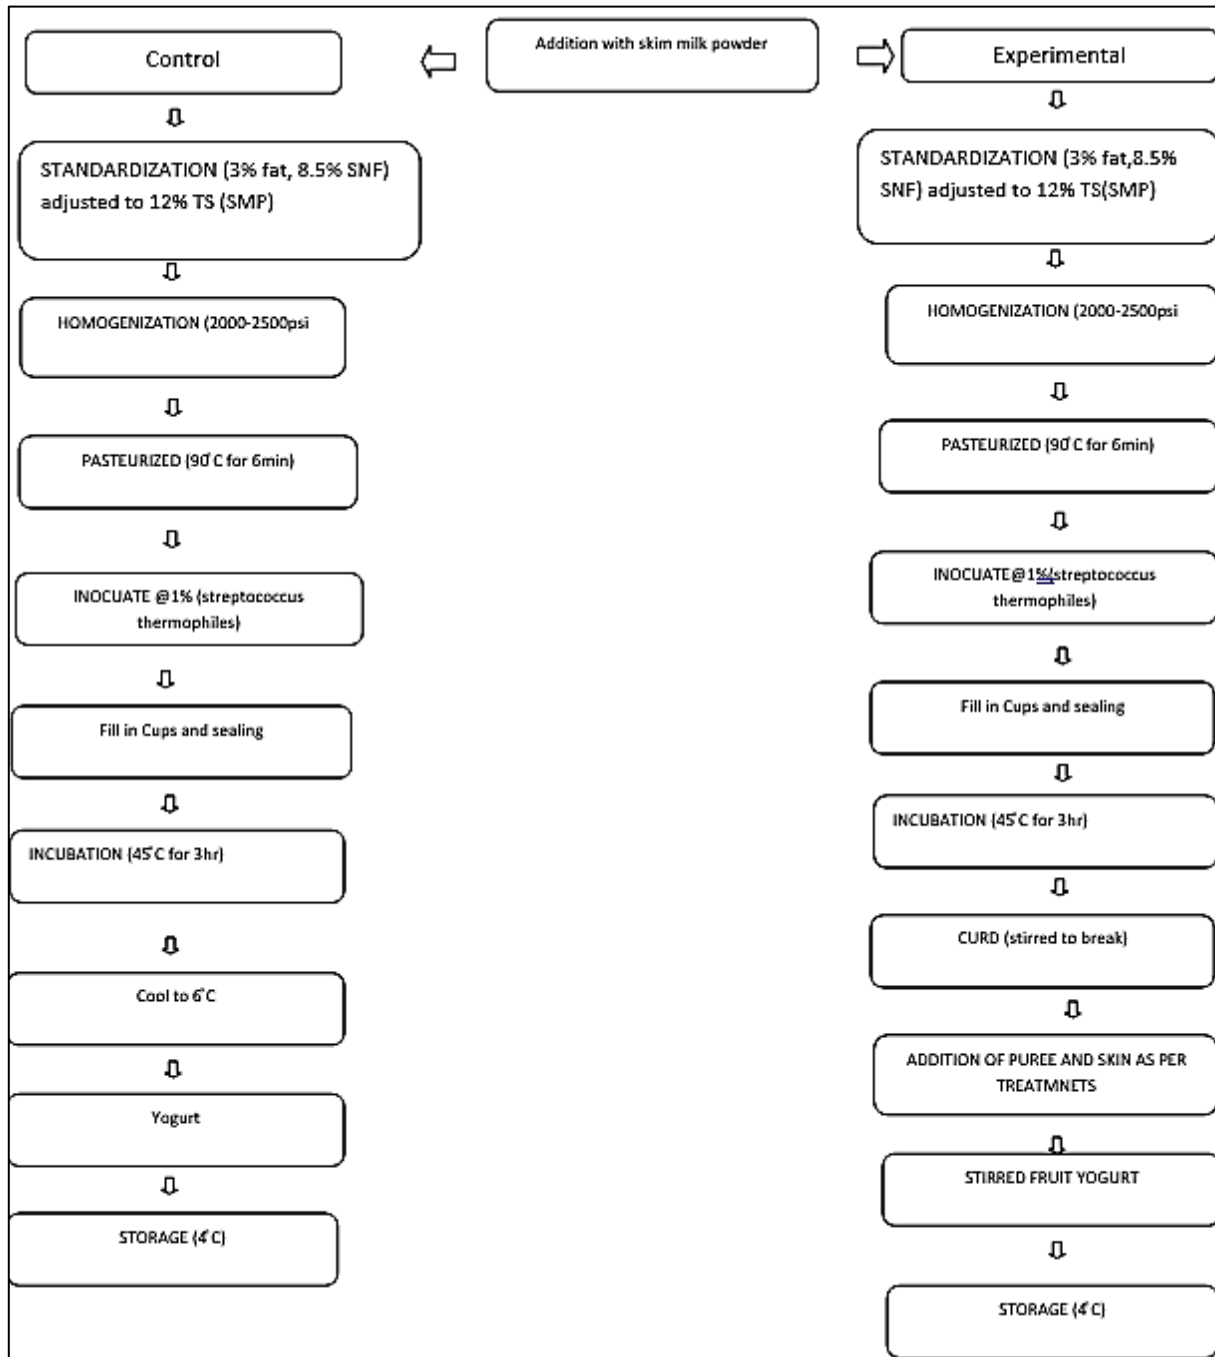 Addition with skim milk powder
Control
STANDARDIZATION (3% fat, 8.5% SNF)
adjusted to 12% TS (SMP)
HOMOGENIZATION (2000-2500psi
PASTEURIZED (90°C for 6min)
INOCUATE @1% (streptococcus
thermophiles)
Fill in Cups and sealing
INCUBATION (45°C for 3hr)
Cool to 6°C
Yogurt
STORAGE (4°C)
Experimental
STANDARDIZATION (3% fat,8.5%
SNF) adjusted to 12% TS(SMP)
HOMOGENIZATION (2000-2500psi
PASTEURIZED (90°C for 6min)
INOCUATE@1%(streptococcus
thermophiles)
Fill in Cups and sealing
INCUBATION (45°C for 3hr)
CURD (stirred to break)
ADDITION OF PUREE AND SKIN AS PER
TREATMNETS
STIRRED FRUIT YOGURT
STORAGE (4°C)